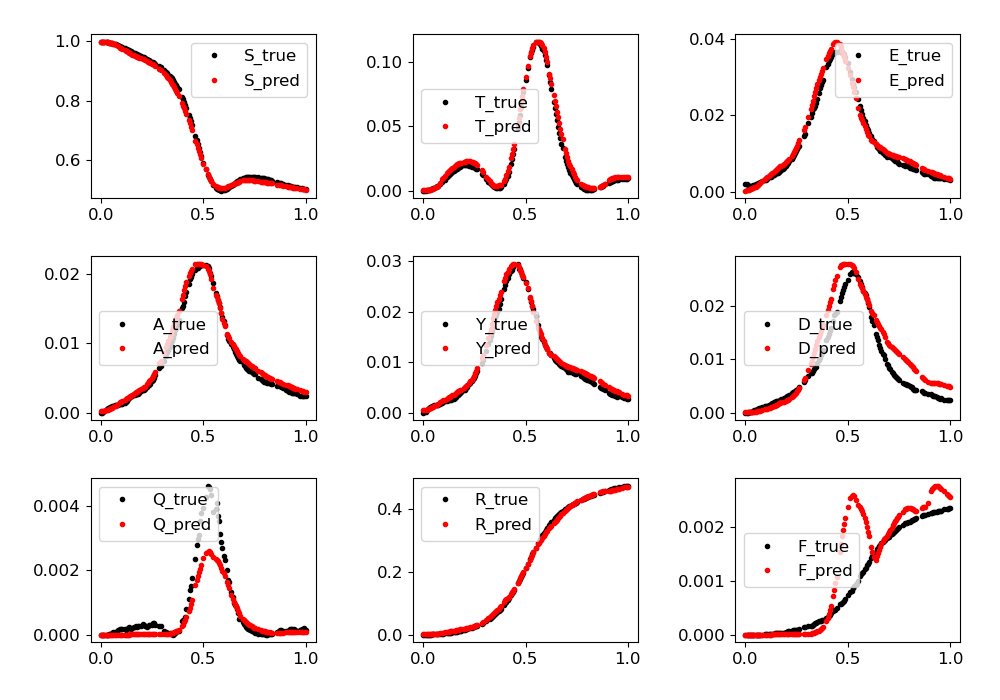 1.0
0.8
0.6
0.0 0.5 1.0
S_true
S_pred
0.10
0.05
0.00
0.0 0.5 1.0
T_true
T_pred
0.04
0.02
0.00
0.0 0.5 1.0
E_true
E_pred
0.02
0.01
0.00
0.0 0.5 1.0
A_true
A_pred
0.03
0.02
0.01
0.00
0.0 0.5 1.0
Y_true
Y_pred
0.02
0.01
0.00
0.0 0.5 1.0
D_true
D_pred
0.004
0.002
0.000
0.0 0.5 1.0
Q_true
Q_pred
0.4
0.2
0.0
0.0 0.5 1.0
R_true
R_pred
0.002
0.001
0.000
0.0 0.5 1.0
F_true
F_pred